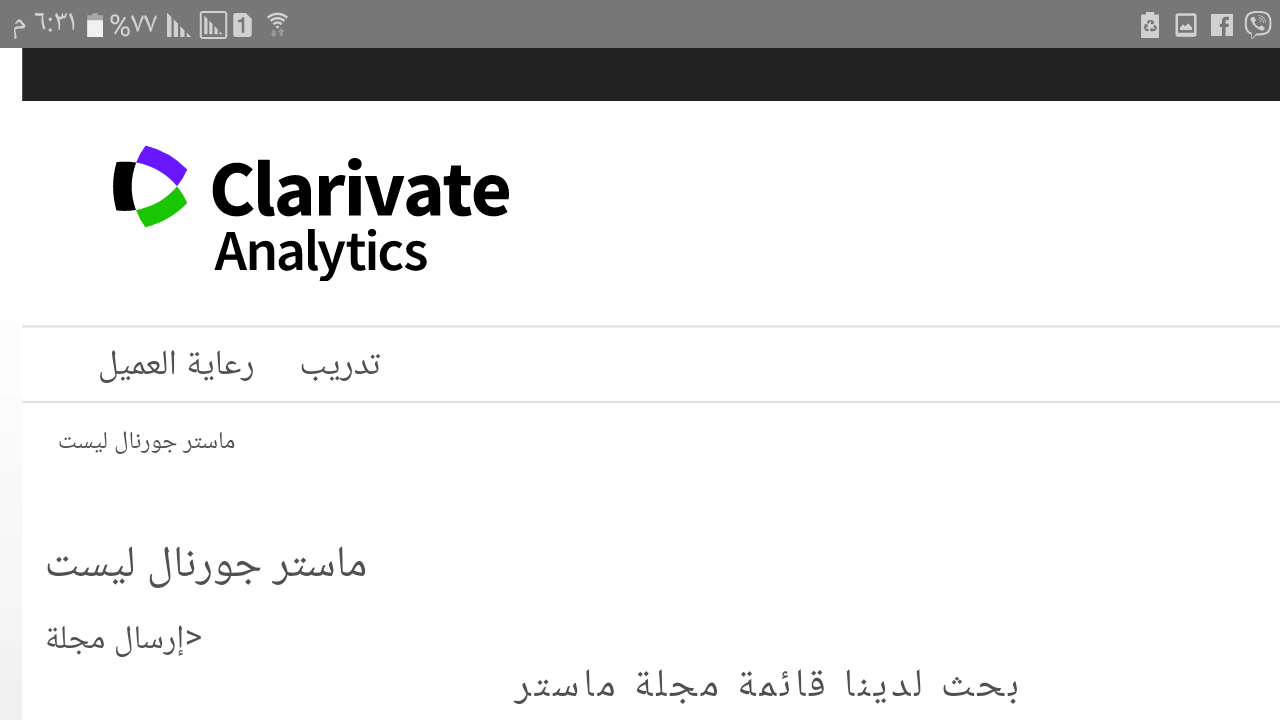 ٦:٣١ م ٧٧%
Clarivate
Analytics
تدريب رعاية العميل
ماستر جورنال ليست
ماستر جورنال ليست
>إرسال مجلة
بحث لدينا قائمة مجلة ماستر